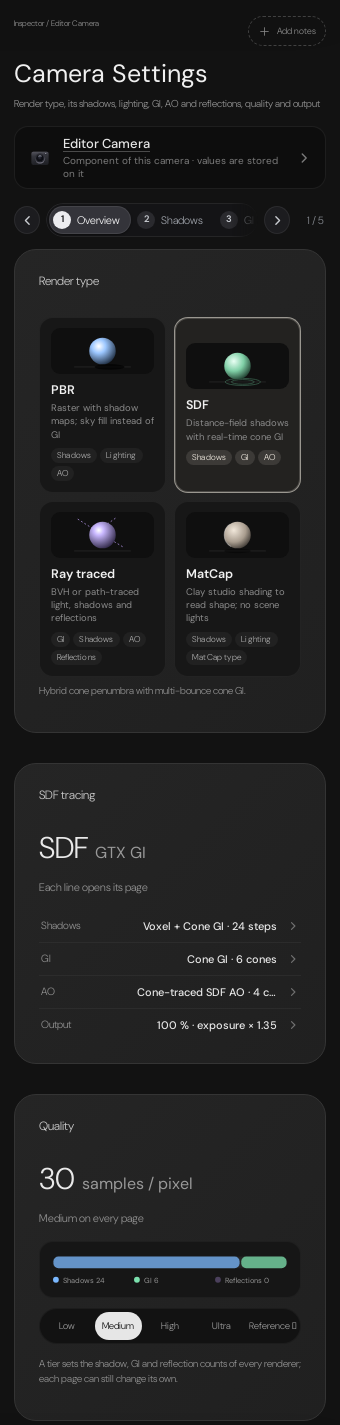 Inspector / Editor Camera
Add notes
Camera Settings
Render type, its shadows, lighting, GI, AO and reflections, quality and output
Editor Camera
Component of this camera · values are stored
on it
1 Overview 2 Shadows 3 GI 1 / 5
Render type
PBR
Raster with shadow
maps; sky fill instead of
GI
Shadows Lighting
AO
SDF
Distance-field shadows
with real-time cone GI
Shadows GI AO
Ray traced
BVH or path-traced
light, shadows and
reflections
GI Shadows AO
Reflections
MatCap
Clay studio shading to
read shape; no scene
lights
Shadows Lighting
MatCap type
Hybrid cone penumbra with multi-bounce cone GI.
SDF tracing
SDF GTX GI
Each line opens its page
Shadows Voxel + Cone GI · 24 steps
GI Cone GI · 6 cones
AO Cone-traced SDF AO · 4 c...
Output 100 % · exposure × 1.35
Quality
30 samples / pixel
Medium on every page
Shadows 24 GI 6 Reflections 0
Low Medium High Ultra Reference
A tier sets the shadow, GI and reflection counts of every renderer;
each page can still change its own.